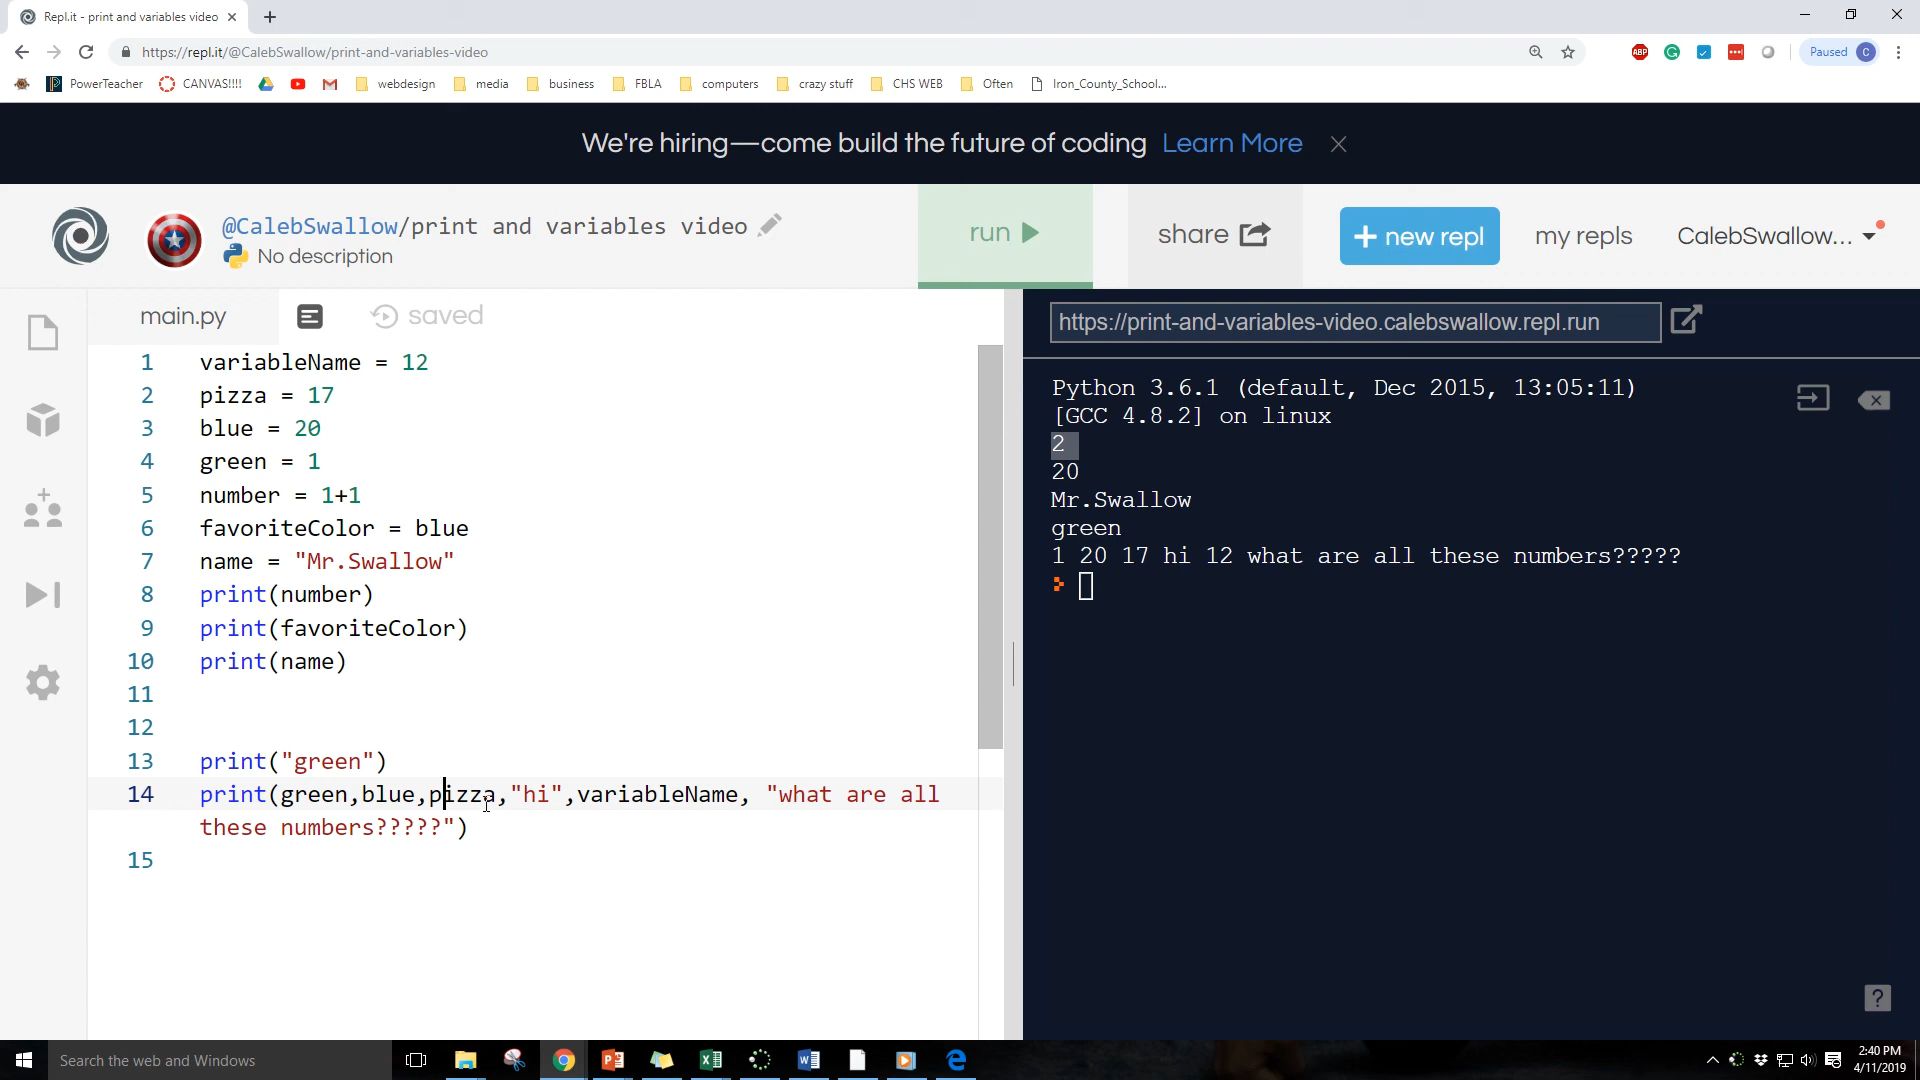 Repl.it - print and variables video
https://repl.it/@CalebSwallow/print-and-variables-video
ABP
Paused C
PowerTeacher CANVAS!!!! webdesign media business FBLA computers crazy stuff CHS WEB Often Iron_County_School...
We're hiring—come build the future of coding Learn More
@CalebSwallow/print and variables video
No description
run
share
+ new repl
my repls
CalebSwallow...
main.py
saved
1 variableName = 12
2 pizza = 17
3 blue = 20
4 green = 1
5 number = 1+1
6 favoriteColor = blue
7 name = "Mr.Swallow"
8 print(number)
9 print(favoriteColor)
10 print(name)
11
12
13 print("green")
14 print(green,blue,pizza,"hi",variableName, "what are all
these numbers?????")
15
https://print-and-variables-video.calebswallow.repl.run
Python 3.6.1 (default, Dec 2015, 13:05:11)
[GCC 4.8.2] on linux
2
20
Mr.Swallow
green
1 20 17 hi 12 what are all these numbers?????
?
Search the web and Windows
2:40 PM
4/11/2019